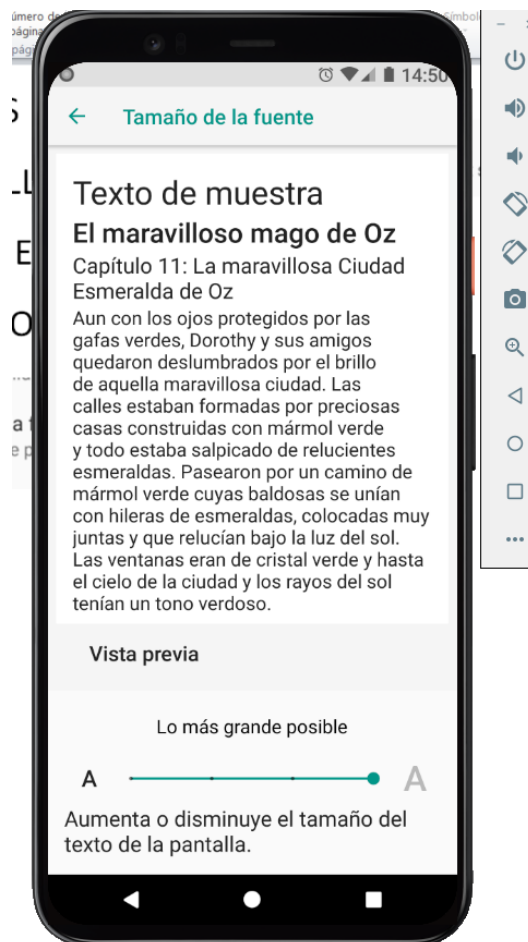 14:50
Tamaño de la fuente
Texto de muestra
El maravilloso mago de Oz
Capítulo 11: La maravillosa Ciudad
Esmeralda de Oz
Aun con los ojos protegidos por las
gafas verdes, Dorothy y sus amigos
quedaron deslumbrados por el brillo
de aquella maravillosa ciudad. Las
calles estaban formadas por preciosas
casas construidas con mármol verde
y todo estaba salpicado de relucientes
esmeraldas. Pasearon por un camino de
mármol verde cuyas baldosas se unían
con hileras de esmeraldas, colocadas muy
juntas y que relucían bajo la luz del sol.
Las ventanas eran de cristal verde y hasta
el cielo de la ciudad y los rayos del sol
tenían un tono verdoso.
Vista previa
Lo más grande posible
A A
Aumenta o disminuye el tamaño del
texto de la pantalla.